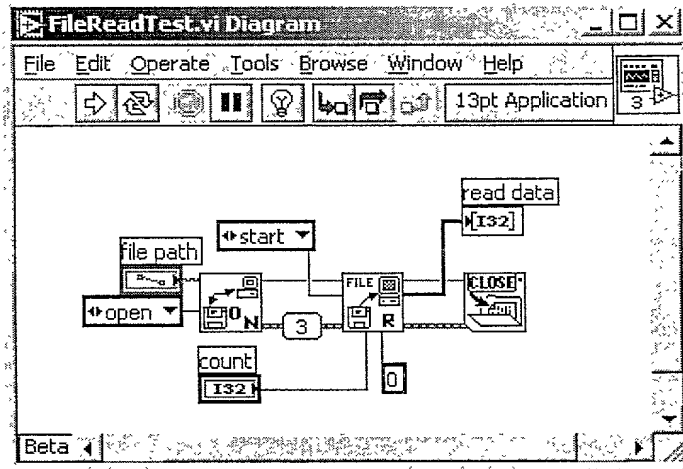 FileReadTest.vi Diagram
File Edit Operate Tools Browse Window Help
13pt Application
3
read data
[I32]
start
file path
FILE
CLOSE
open
O
N
3
R
count
I32
0
Beta